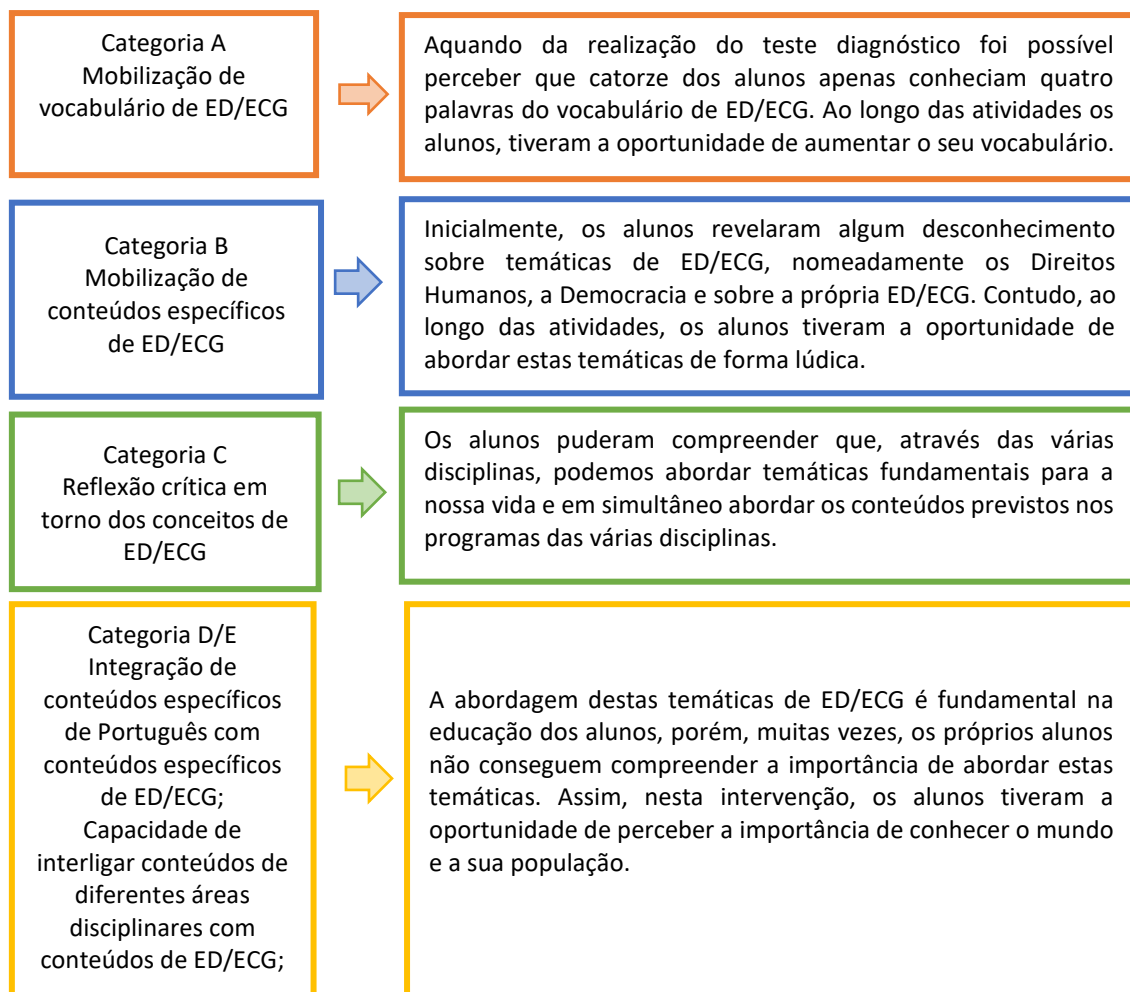 Categoria A
Mobilização de
vocabulário de ED/ECG
Aquando da realização do teste diagnóstico foi possível
perceber que catorze dos alunos apenas conheciam quatro
palavras do vocabulário de ED/ECG. Ao longo das atividades os
alunos, tiveram a oportunidade de aumentar o seu vocabulário.
Categoria B
Mobilização de
conteúdos específicos
de ED/ECG
Inicialmente, os alunos revelaram algum desconhecimento
sobre temáticas de ED/ECG, nomeadamente os Direitos
Humanos, a Democracia e sobre a própria ED/ECG. Contudo, ao
longo das atividades, os alunos tiveram a oportunidade de
abordar estas temáticas de forma lúdica.
Categoria C
Reflexão crítica em
torno dos conceitos de
ED/ECG
Os alunos puderam compreender que, através das várias
disciplinas, podemos abordar temáticas fundamentais para a
nossa vida e em simultâneo abordar os conteúdos previstos nos
programas das várias disciplinas.
Categoria D/E
Integração de
conteúdos específicos
de Português com
conteúdos específicos
de ED/ECG;
Capacidade de
interligar conteúdos de
diferentes áreas
disciplinares com
conteúdos de ED/ECG;
A abordagem destas temáticas de ED/ECG é fundamental na
educação dos alunos, porém, muitas vezes, os próprios alunos
não conseguem compreender a importância de abordar estas
temáticas. Assim, nesta intervenção, os alunos tiveram a
oportunidade de perceber a importância de conhecer o mundo
e a sua população.